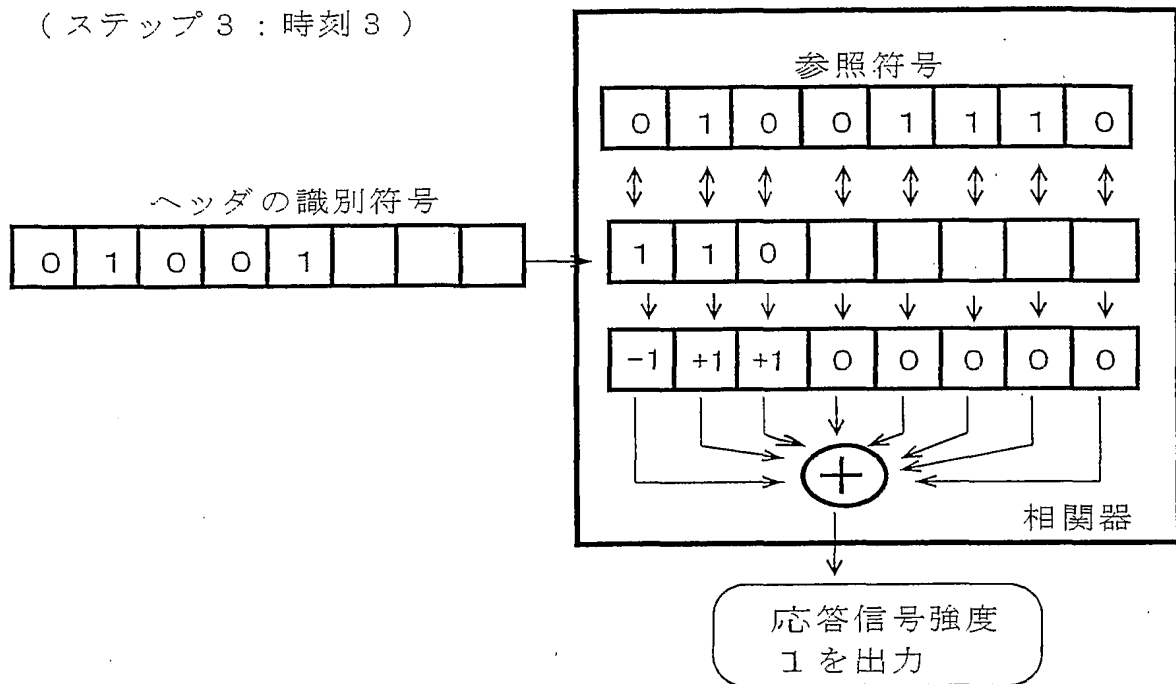 (ステップ3:時刻3)
参照符号
0 1 0 0 1 1 1 0
ヘッダの識別符号
0 1 0 0 1
1 1 0
-1 +1 +1 0 0 0 0 0
+
相関器
応答信号強度
1を出力